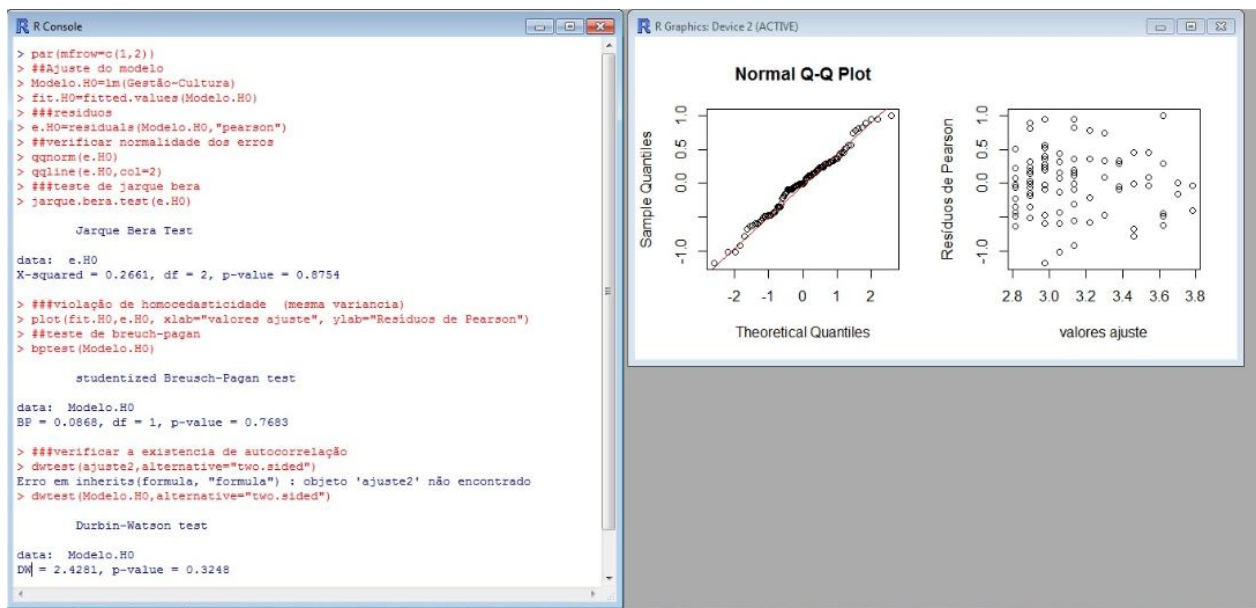 R Console
> par(mfrow=c(1,2))
> ##Ajuste do modelo
> Modelo.H0=lm(Gestão~Cultura)
> fit.H0=fitted.values(Modelo.H0)
> ###residuos
> e.H0=residuals(Modelo.H0,"pearson")
> ##verificar normalidade dos erros
> qqnorm(e.H0)
> qqline(e.H0,col=2)
> ###teste de jarque bera
> jarque.bera.test(e.H0)
Jarque Bera Test
data: e.H0
X-squared = 0.2661, df = 2, p-value = 0.8754
> ###violação de homocedasticidade (mesma variancia)
> plot(fit.H0,e.H0, xlab="valores ajuste", ylab="Resíduos de Pearson")
> ##teste de breuch-pagan
> bptest(Modelo.H0)
studentized Breusch-Pagan test
data: Modelo.H0
BP = 0.0868, df = 1, p-value = 0.7683
> ###verificar a existencia de autocorrelação
> dwtest(ajuste2,alternative="two.sided")
Erro em inherits(formula, "formula") : objeto 'ajuste2' não encontrado
> dwtest(Modelo.H0,alternative="two.sided")
Durbin-Watson test
data: Modelo.H0
DW = 2.4281, p-value = 0.3248
R Graphics: Device 2 (ACTIVE)
Normal Q-Q Plot
Sample Quantiles
1.0
0.5
0.0
-1.0
-2 -1 0 1 2
Theoretical Quantiles
Resíduos de Pearson
1.0
0.5
0.0
-1.0
2.8 3.0 3.2 3.4 3.6 3.8
valores ajuste